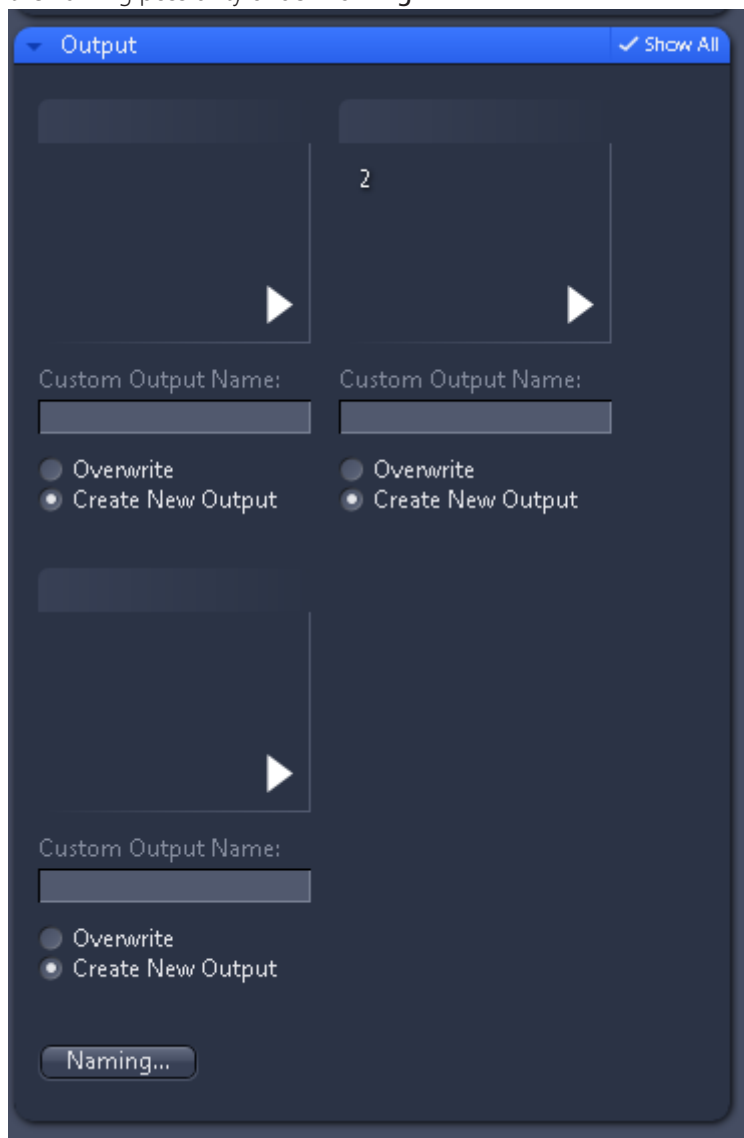 Output Show All
2
Custom Output Name: Custom Output Name:
Overwrite Overwrite
Create New Output Create New Output
Custom Output Name:
Overwrite
Create New Output
Naming...